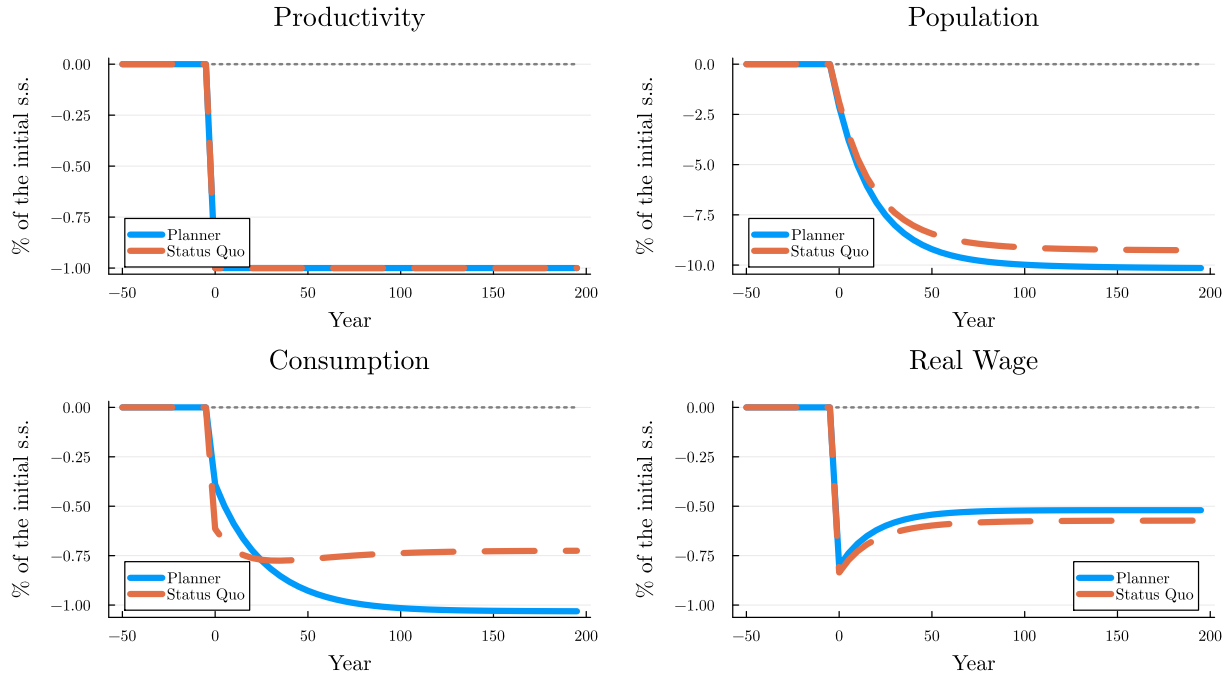 Productivity
% of the initial s.s.
0.00
−0.25
−0.50
−0.75
−1.00
Planner
Status Quo
−50
0
50
100
150
200
Year
Population
% of the initial s.s.
0.0
−2.5
−5.0
−7.5
−10.0
Planner
Status Quo
−50
0
50
100
150
200
Year
Consumption
% of the initial s.s.
0.00
−0.25
−0.50
−0.75
−1.00
Planner
Status Quo
−50
0
50
100
150
200
Year
Real Wage
% of the initial s.s.
0.00
−0.25
−0.50
−0.75
−1.00
Planner
Status Quo
−50
0
50
100
150
200
Year